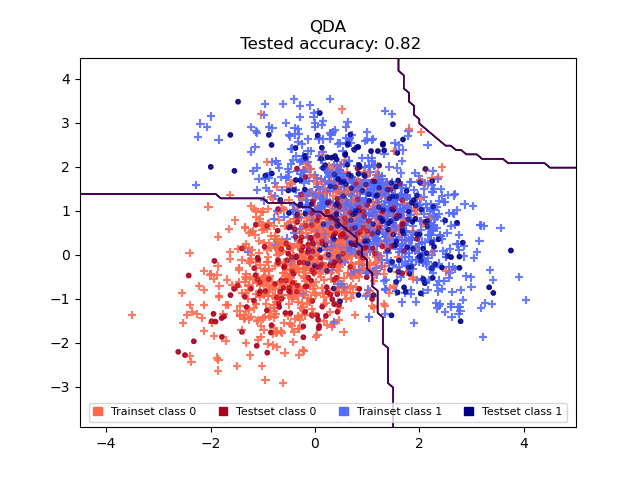 QDA
Tested accuracy: 0.82
4
3
2
1
0
−1
−2
−3
Trainset class 0 Testset class 0 Trainset class 1 Testset class 1
−4 −2 0 2 4